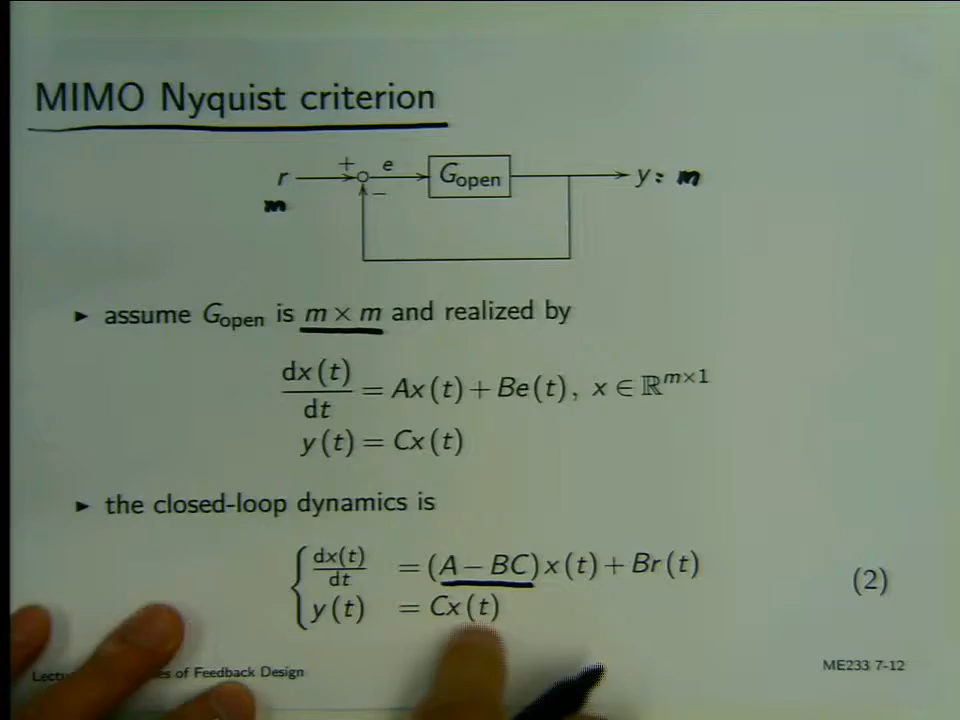 MIMO Nyquist criterion
r + e − G_open y : m
m
▶ assume G_open is m × m and realized by
dx(t)/dt = Ax(t) + Be(t), x ∈ ℝ^{m×1}
y(t) = Cx(t)
▶ the closed-loop dynamics is
{ dx(t)/dt = (A − BC)x(t) + Br(t)
y(t) = Cx(t) (2)
es of Feedback Design ME233 7-12